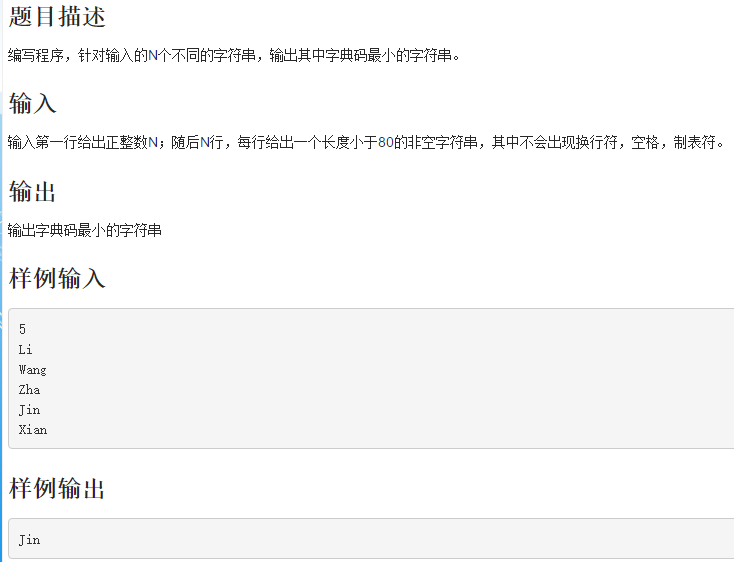 题目描述
编写程序，针对输入的N个不同的字符串，输出其中字典码最小的字符串。
输入
输入第一行给出正整数N；随后N行，每行给出一个长度小于80的非空字符串，其中不会出现换行符，空格，制表符。
输出
输出字典码最小的字符串
样例输入
5
Li
Wang
Zha
Jin
Xian
样例输出
Jin